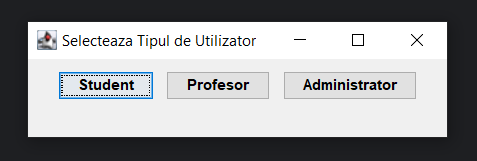 Selecteaza Tipul de Utilizator
Student Profesor Administrator